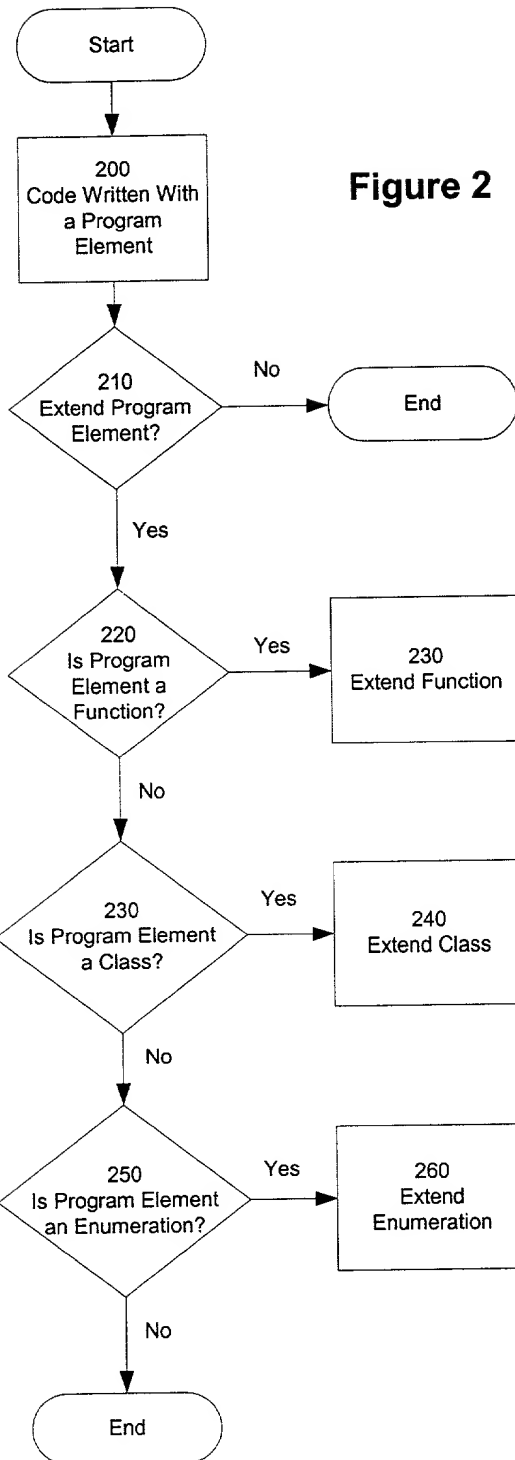 Start
200
Code Written With
a Program
Element
Figure 2
210
Extend Program
Element?
No
End
Yes
220
Is Program
Element a
Function?
Yes
230
Extend Function
No
230
Is Program Element
a Class?
Yes
240
Extend Class
No
250
Is Program Element
an Enumeration?
Yes
260
Extend
Enumeration
No
End